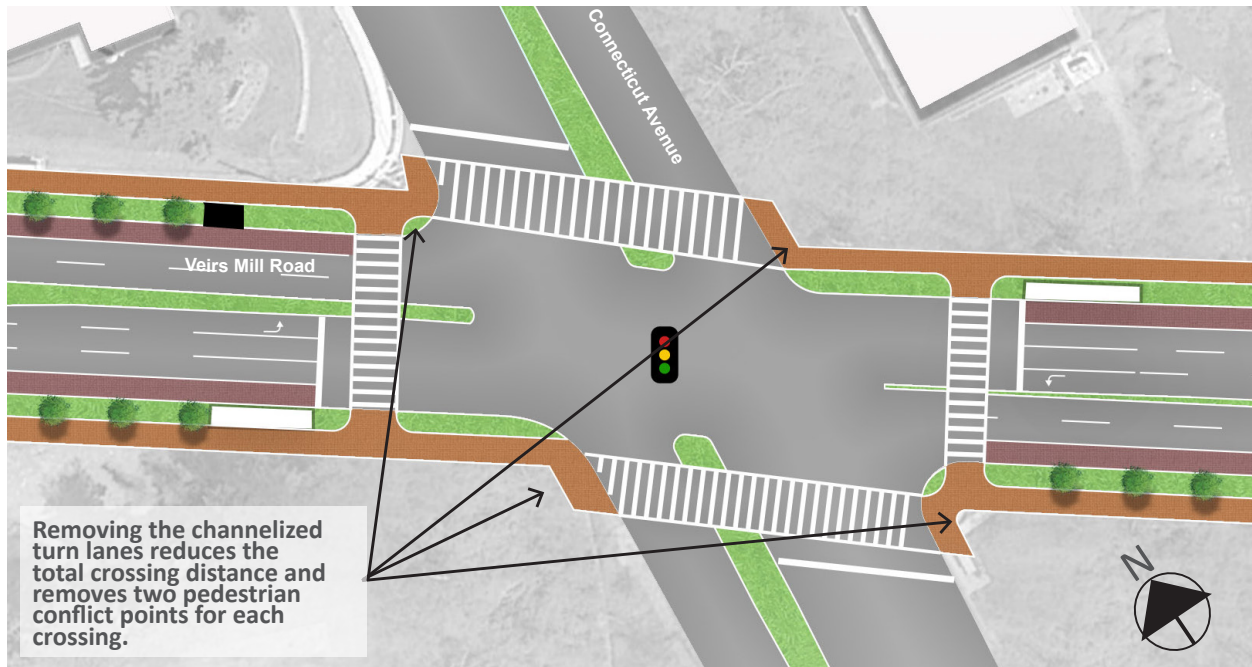 Connecticut Avenue
Veirs Mill Road
Removing the channelized
turn lanes reduces the
total crossing distance and
removes two pedestrian
conflict points for each
crossing.
N